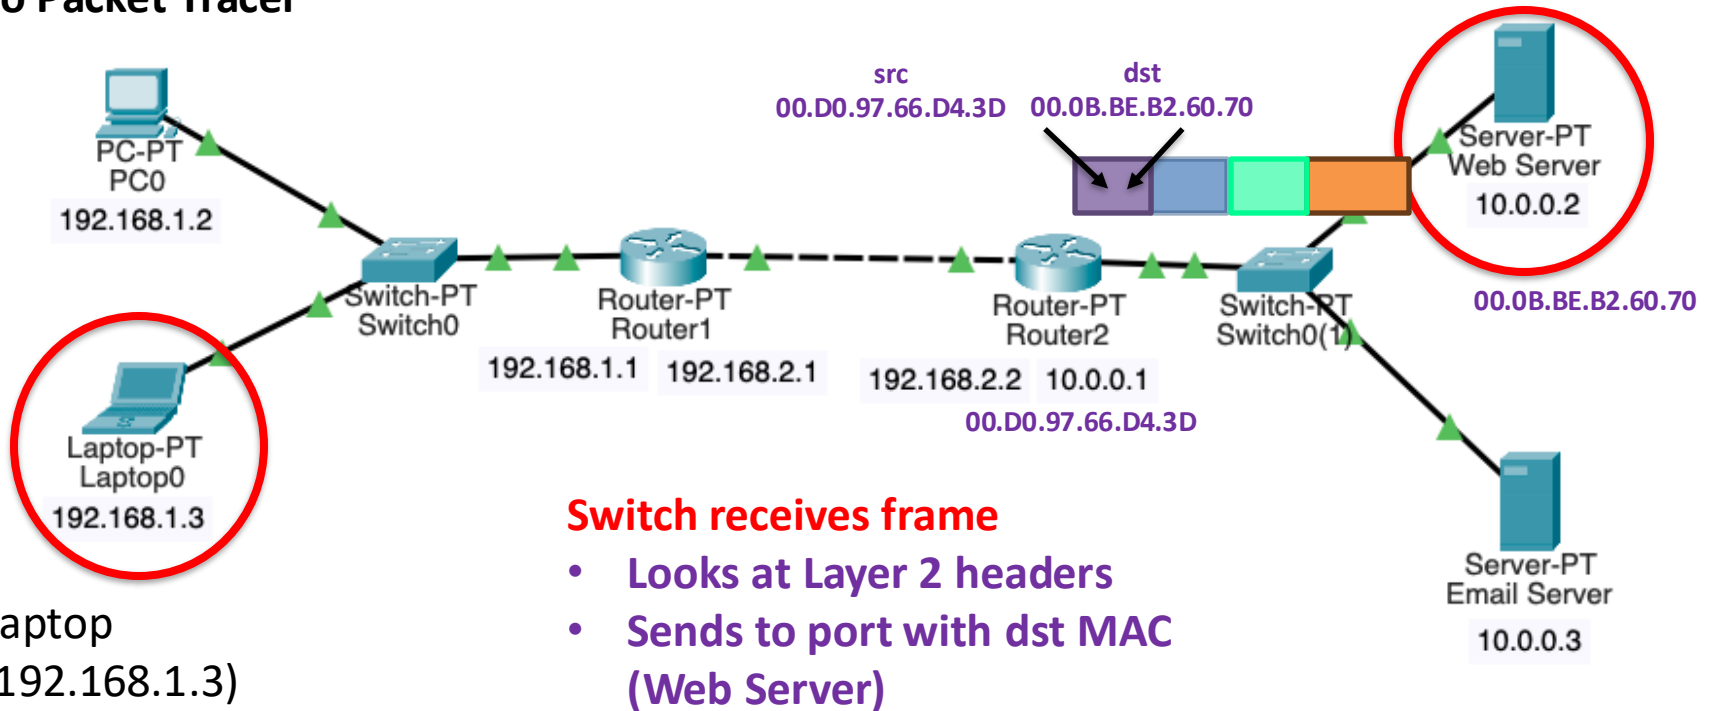 o Packet Tracer
src
00.D0.97.66.D4.3D
dst
00.0B.BE.B2.60.70
PC-PT
PC0
192.168.1.2
Server-PT
Web Server
10.0.0.2
00.0B.BE.B2.60.70
Switch-PT
Switch0
Router-PT
Router1
192.168.1.1
192.168.2.1
Router-PT
Router2
192.168.2.2
10.0.0.1
00.D0.97.66.D4.3D
Switch-PT
Switch0(1)
Laptop-PT
Laptop0
192.168.1.3
Server-PT
Email Server
10.0.0.3
aptop
192.168.1.3)
Switch receives frame
• Looks at Layer 2 headers
• Sends to port with dst MAC
(Web Server)